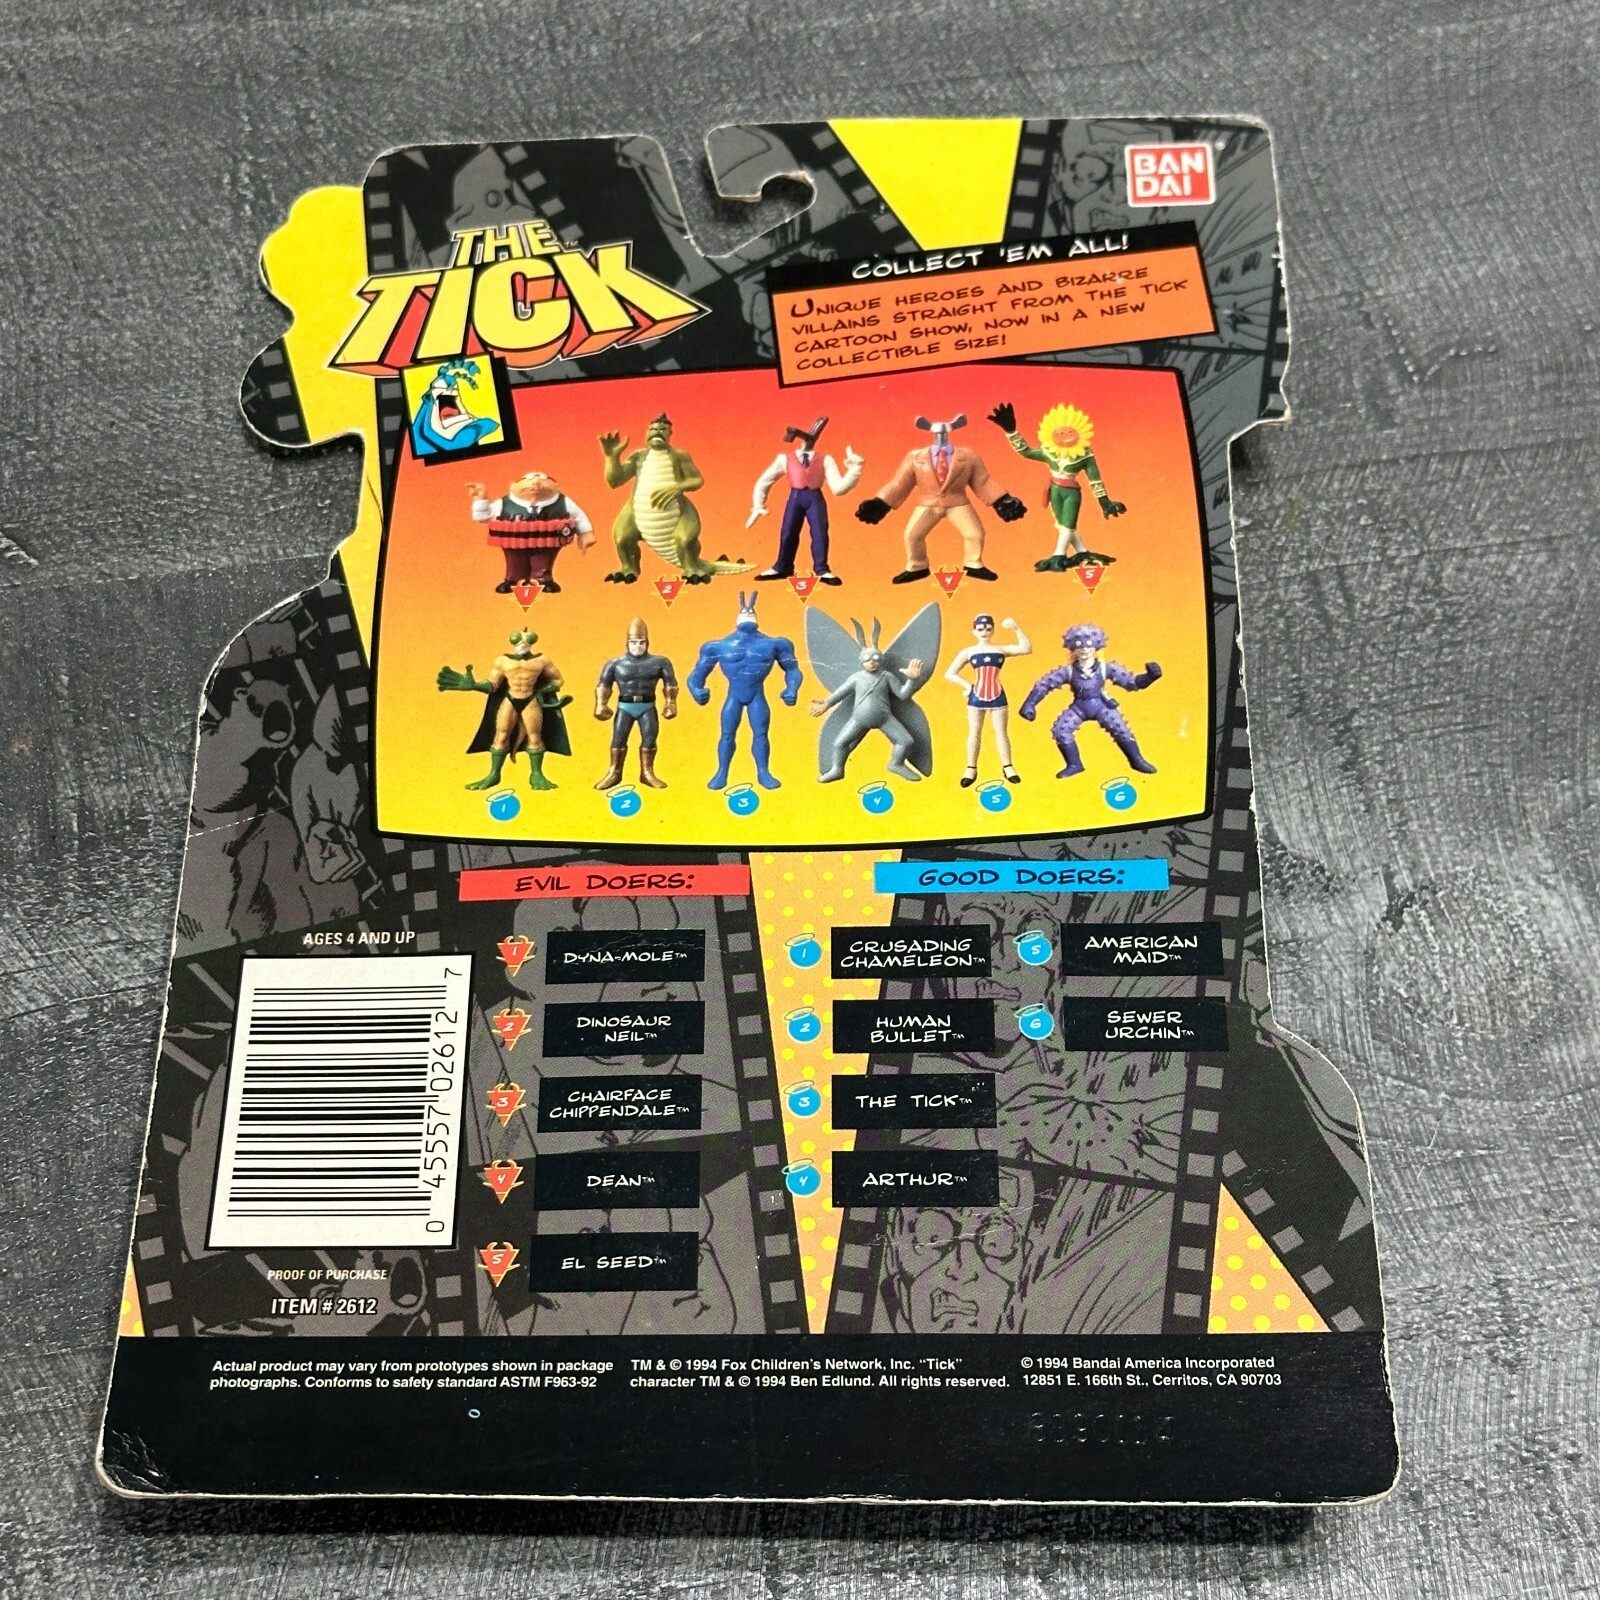 BAN
DAI
THE™
TICK
COLLECT 'EM ALL!
UNIQUE HEROES AND BIZARRE
VILLAINS STRAIGHT FROM THE TICK
CARTOON SHOW, NOW IN A NEW
COLLECTIBLE SIZE!
1 2 3 4 5
1 2 3 4 5 6
EVIL DOERS:
1 DYNA-MOLE™
2 DINOSAUR
NEIL™
3 CHAIRFACE
CHIPPENDALE™
4 DEAN™
5 EL SEED™
GOOD DOERS:
1 CRUSADING
CHAMELEON™
2 HUMAN
BULLET™
3 THE TICK™
4 ARTHUR™
5 AMERICAN
MAID™
6 SEWER
URCHIN™
AGES 4 AND UP
0 45557 02612 7
PROOF OF PURCHASE
ITEM # 2612
Actual product may vary from prototypes shown in package
photographs. Conforms to safety standard ASTM F963-92
TM & © 1994 Fox Children's Network, Inc. "Tick"
character TM & © 1994 Ben Edlund. All rights reserved.
© 1994 Bandai America Incorporated
12851 E. 166th St., Cerritos, CA 90703